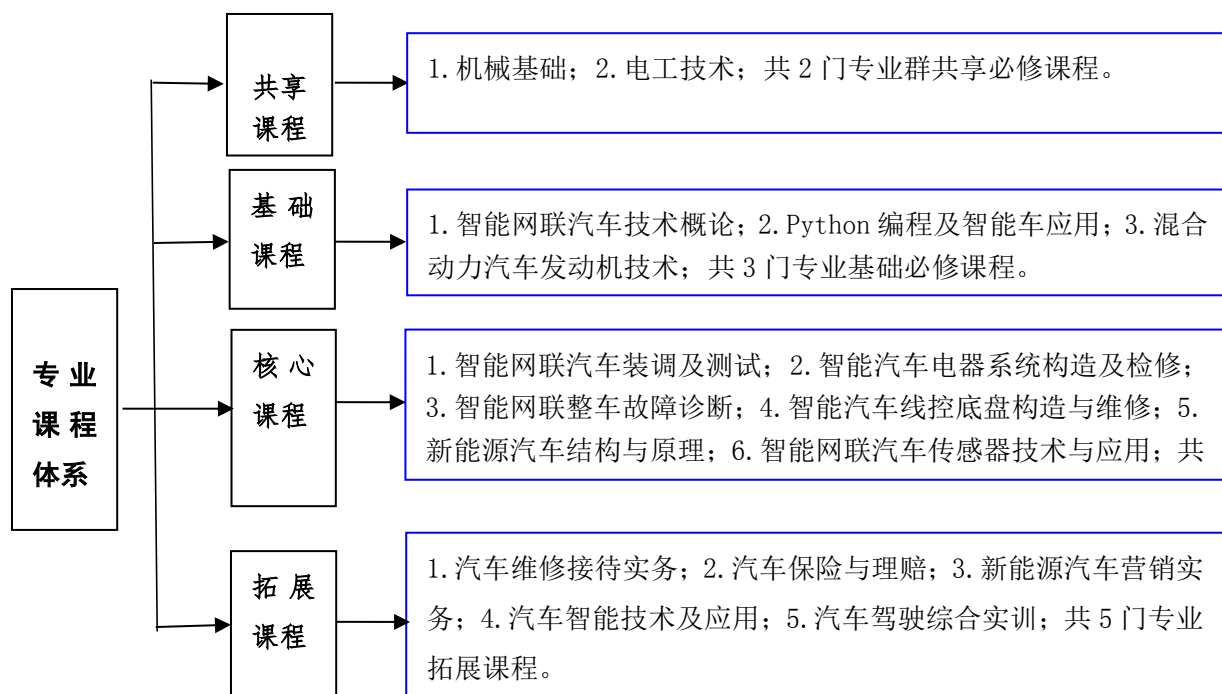 专业
课程
体系
共享
课程
1.机械基础；2.电工技术；共2门专业群共享必修课程。
基础
课程
1.智能网联汽车技术概论；2.Python编程及智能车应用；3.混合
动力汽车发动机技术；共3门专业基础必修课程。
核心
课程
1.智能网联汽车装调及测试；2.智能汽车电器系统构造及检修；
3.智能网联整车故障诊断；4.智能汽车线控底盘构造与维修；5.
新能源汽车结构与原理；6.智能网联汽车传感器技术与应用；共
拓展
课程
1.汽车维修接待实务；2.汽车保险与理赔；3.新能源汽车营销实
务；4.汽车智能技术及应用；5.汽车驾驶综合实训；共5门专业
拓展课程。